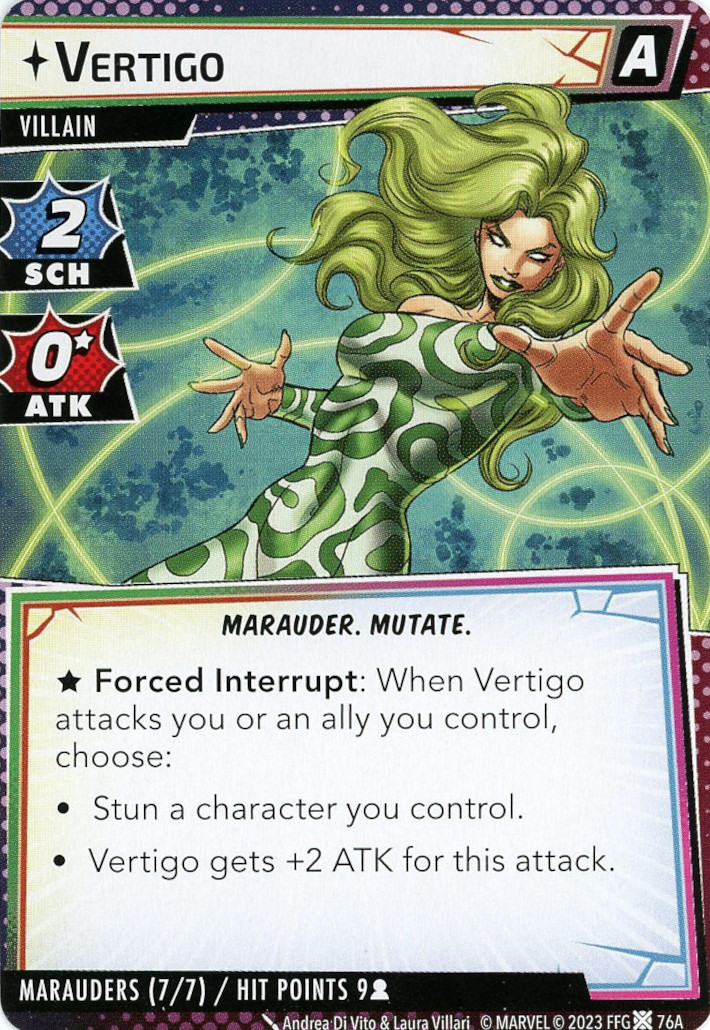 VERTIGO
A
VILLAIN
2
SCH
0★
ATK
MARAUDER. MUTATE.
★ Forced Interrupt: When Vertigo
attacks you or an ally you control,
choose:
• Stun a character you control.
• Vertigo gets +2 ATK for this attack.
MARAUDERS (7/7) / HIT POINTS 9
Andrea Di Vito & Laura Villari © MARVEL © 2023 FFG 76A